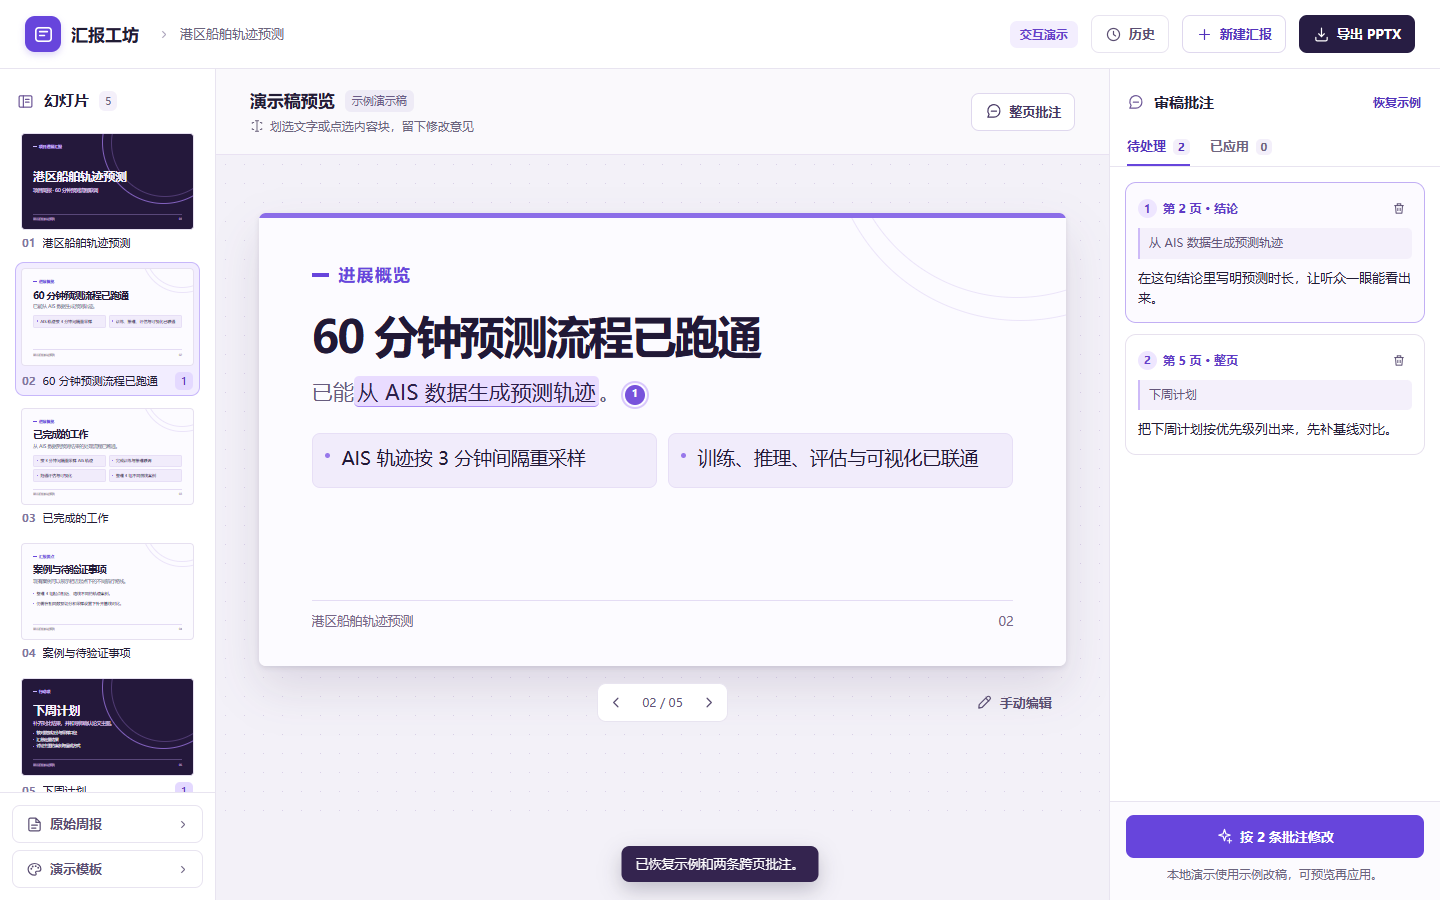 汇报工坊
港区船舶轨迹预测
交互演示
历史
新建汇报
导出 PPTX
幻灯片 5
港区船舶轨迹预测
01 港区船舶轨迹预测
进展概览
60 分钟预测流程已跑通
02 60 分钟预测流程已跑通 1
已完成的工作
03 已完成的工作
案例与待验证事项
04 案例与待验证事项
下周计划
05 下周计划 1
原始周报
演示模板
演示稿预览 示例演示稿
划选文字或点选内容块，留下修改意见
整页批注
进展概览
60 分钟预测流程已跑通
已能从 AIS 数据生成预测轨迹。 1
AIS 轨迹按 3 分钟间隔重采样
训练、推理、评估与可视化已联通
港区船舶轨迹预测 02
02 / 05
手动编辑
已恢复示例和两条跨页批注。
审稿批注
恢复示例
待处理 2 已应用 0
1 第 2 页 • 结论
从 AIS 数据生成预测轨迹
在这句结论里写明预测时长，让听众一眼能看出
来。
2 第 5 页 • 整页
下周计划
把下周计划按优先级列出来，先补基线对比。
按 2 条批注修改
本地演示使用示例改稿，可预览再应用。